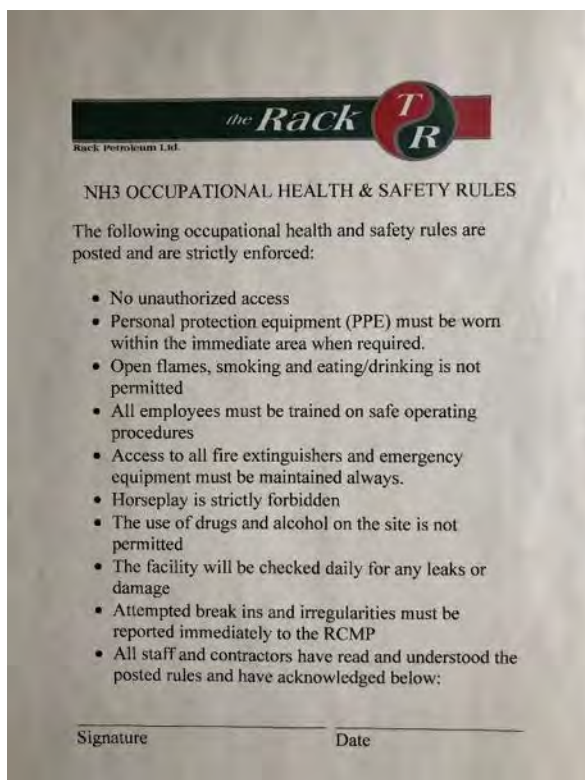 the Rack
T
R
Rack Petroleum Ltd.
NH3 OCCUPATIONAL HEALTH & SAFETY RULES
The following occupational health and safety rules are
posted and are strictly enforced:
• No unauthorized access
• Personal protection equipment (PPE) must be worn
within the immediate area when required.
• Open flames, smoking and eating/drinking is not
permitted
• All employees must be trained on safe operating
procedures
• Access to all fire extinguishers and emergency
equipment must be maintained always.
• Horseplay is strictly forbidden
• The use of drugs and alcohol on the site is not
permitted
• The facility will be checked daily for any leaks or
damage
• Attempted break ins and irregularities must be
reported immediately to the RCMP
• All staff and contractors have read and understood the
posted rules and have acknowledged below:
Signature Date